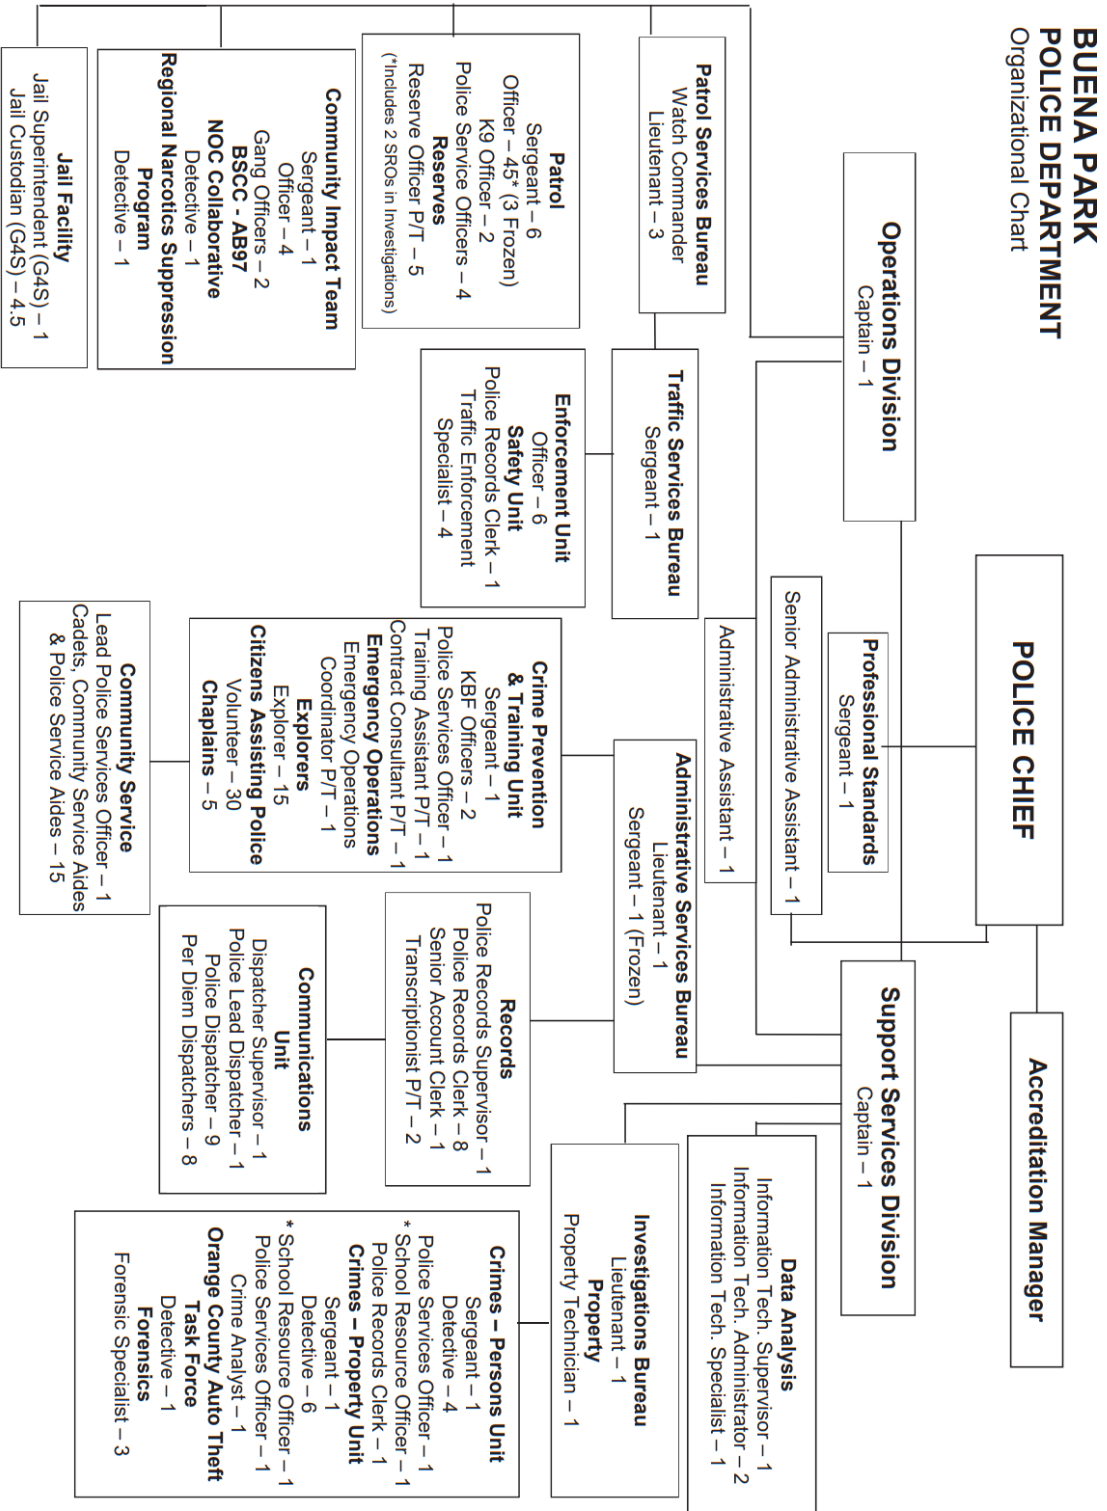 BUENA PARK
POLICE DEPARTMENT
Organizational Chart
POLICE CHIEF
Accreditation Manager
Professional Standards
Sergeant – 1
Senior Administrative Assistant – 1
Operations Division
Captain – 1
Support Services Division
Captain – 1
Administrative Assistant – 1
Patrol Services Bureau
Watch Commander
Lieutenant – 3
Traffic Services Bureau
Sergeant – 1
Administrative Services Bureau
Lieutenant – 1
Sergeant – 1 (Frozen)
Data Analysis
Information Tech. Supervisor – 1
Information Tech. Administrator – 2
Information Tech. Specialist – 1
Investigations Bureau
Lieutenant – 1
Property
Property Technician – 1
Patrol
Sergeant – 6
Officer – 45* (3 Frozen)
K9 Officer – 2
Police Service Officers – 4
Reserves
Reserve Officer P/T – 5
(*Includes 2 SROs in Investigations)
Enforcement Unit
Officer – 6
Safety Unit
Police Records Clerk – 1
Traffic Enforcement
Specialist – 4
Crime Prevention
& Training Unit
Sergeant – 1
KBF Officers – 2
Police Services Officer – 1
Training Assistant P/T – 1
Contract Consultant P/T – 1
Emergency Operations
Emergency Operations
Coordinator P/T – 1
Explorers
Explorer – 15
Citizens Assisting Police
Volunteer – 30
Chaplains – 5
Records
Police Records Supervisor – 1
Police Records Clerk – 8
Senior Account Clerk – 1
Transcriptionist P/T – 2
Crimes – Persons Unit
Sergeant – 1
Detective – 4
Police Services Officer – 1
* School Resource Officer – 1
Police Records Clerk – 1
Crimes – Property Unit
Sergeant – 1
Detective – 6
* School Resource Officer – 1
Police Services Officer – 1
Crime Analyst – 1
Orange County Auto Theft
Task Force
Detective – 1
Forensics
Forensic Specialist – 3
Community Impact Team
Sergeant – 1
Officer – 4
Gang Officers – 2
BSCC - AB97
NOC Collaborative
Detective – 1
Regional Narcotics Suppression
Program
Detective – 1
Communications
Unit
Dispatcher Supervisor – 1
Police Lead Dispatcher – 1
Police Dispatcher – 9
Per Diem Dispatchers – 8
Community Service
Lead Police Services Officer – 1
Cadets, Community Service Aides
& Police Service Aides – 15
Jail Facility
Jail Superintendent (G4S) – 1
Jail Custodian (G4S) – 4.5